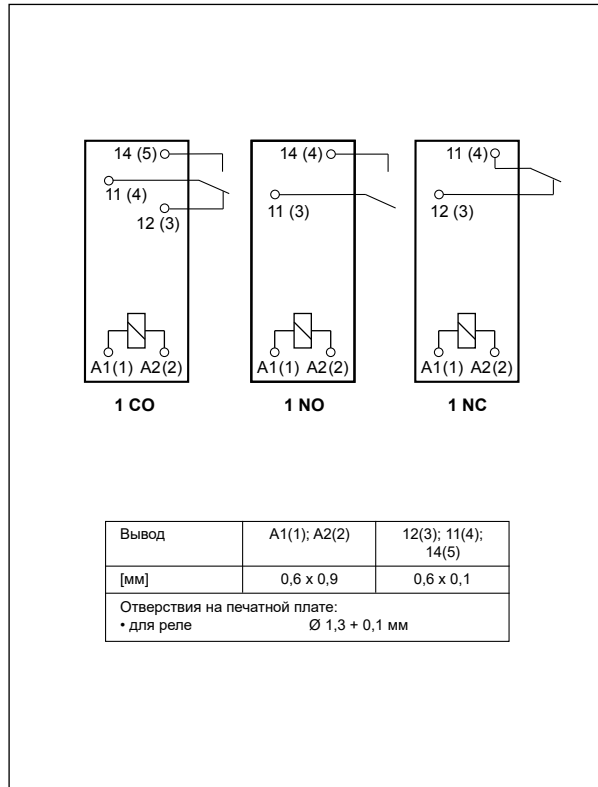 14 (5)
11 (4)
12 (3)
A1(1) A2(2)
1 CO
14 (4)
11 (3)
A1(1) A2(2)
1 NO
11 (4)
12 (3)
A1(1) A2(2)
1 NC
Вывод A1(1); A2(2) 12(3); 11(4);
14(5)
[мм] 0,6 x 0,9 0,6 x 0,1
Отверстия на печатной плате:
• для реле Ø 1,3 + 0,1 мм